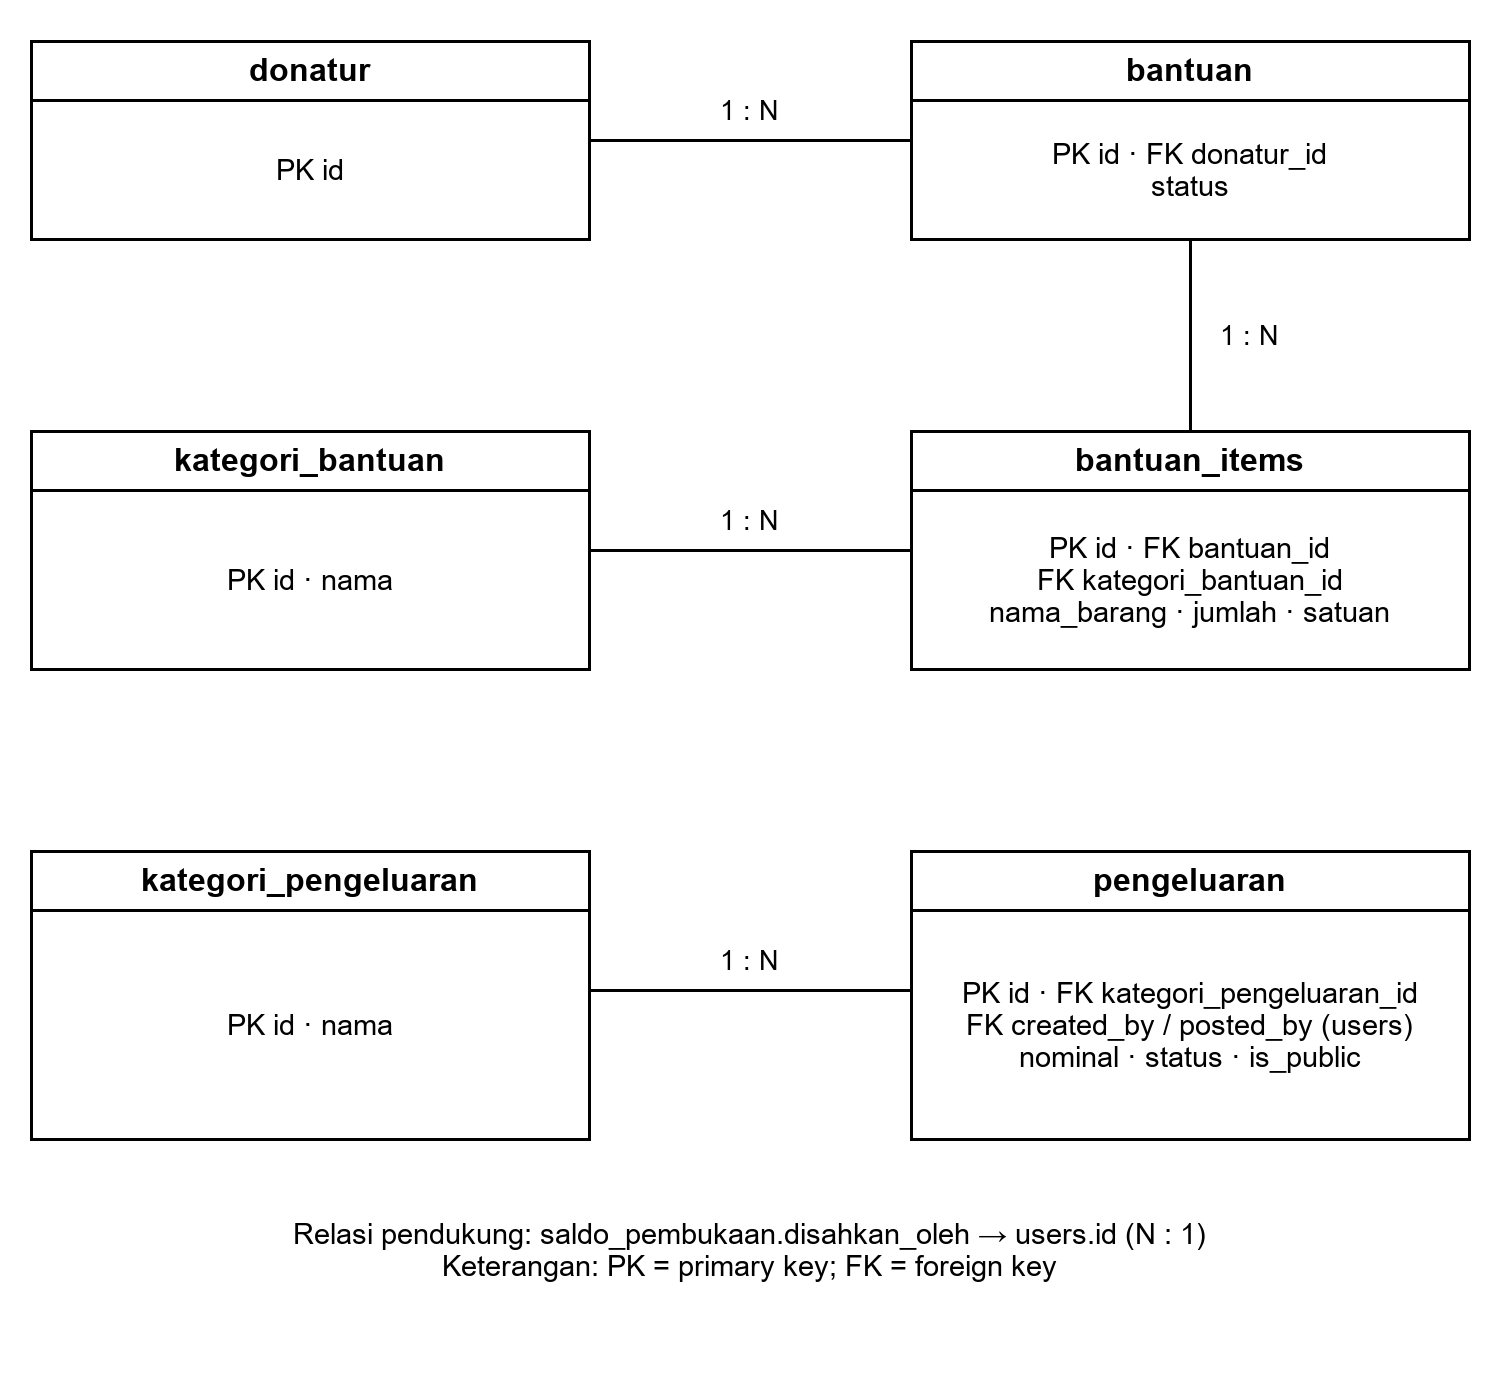 donatur
PK id
1 : N
bantuan
PK id · FK donatur_id
status
1 : N
kategori_bantuan
PK id · nama
1 : N
bantuan_items
PK id · FK bantuan_id
FK kategori_bantuan_id
nama_barang · jumlah · satuan
kategori_pengeluaran
PK id · nama
1 : N
pengeluaran
PK id · FK kategori_pengeluaran_id
FK created_by / posted_by (users)
nominal · status · is_public
Relasi pendukung: saldo_pembukaan.disahkan_oleh → users.id (N : 1)
Keterangan: PK = primary key; FK = foreign key